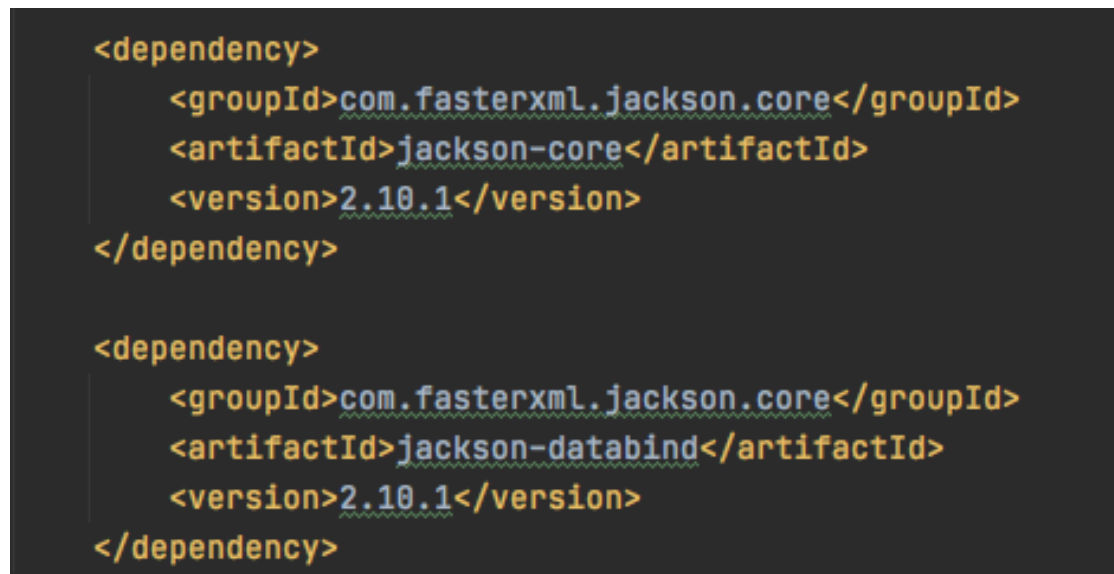 <dependency>
<groupId>com.fasterxml.jackson.core</groupId>
<artifactId>jackson-core</artifactId>
<version>2.10.1</version>
</dependency>
<dependency>
<groupId>com.fasterxml.jackson.core</groupId>
<artifactId>jackson-databind</artifactId>
<version>2.10.1</version>
</dependency>